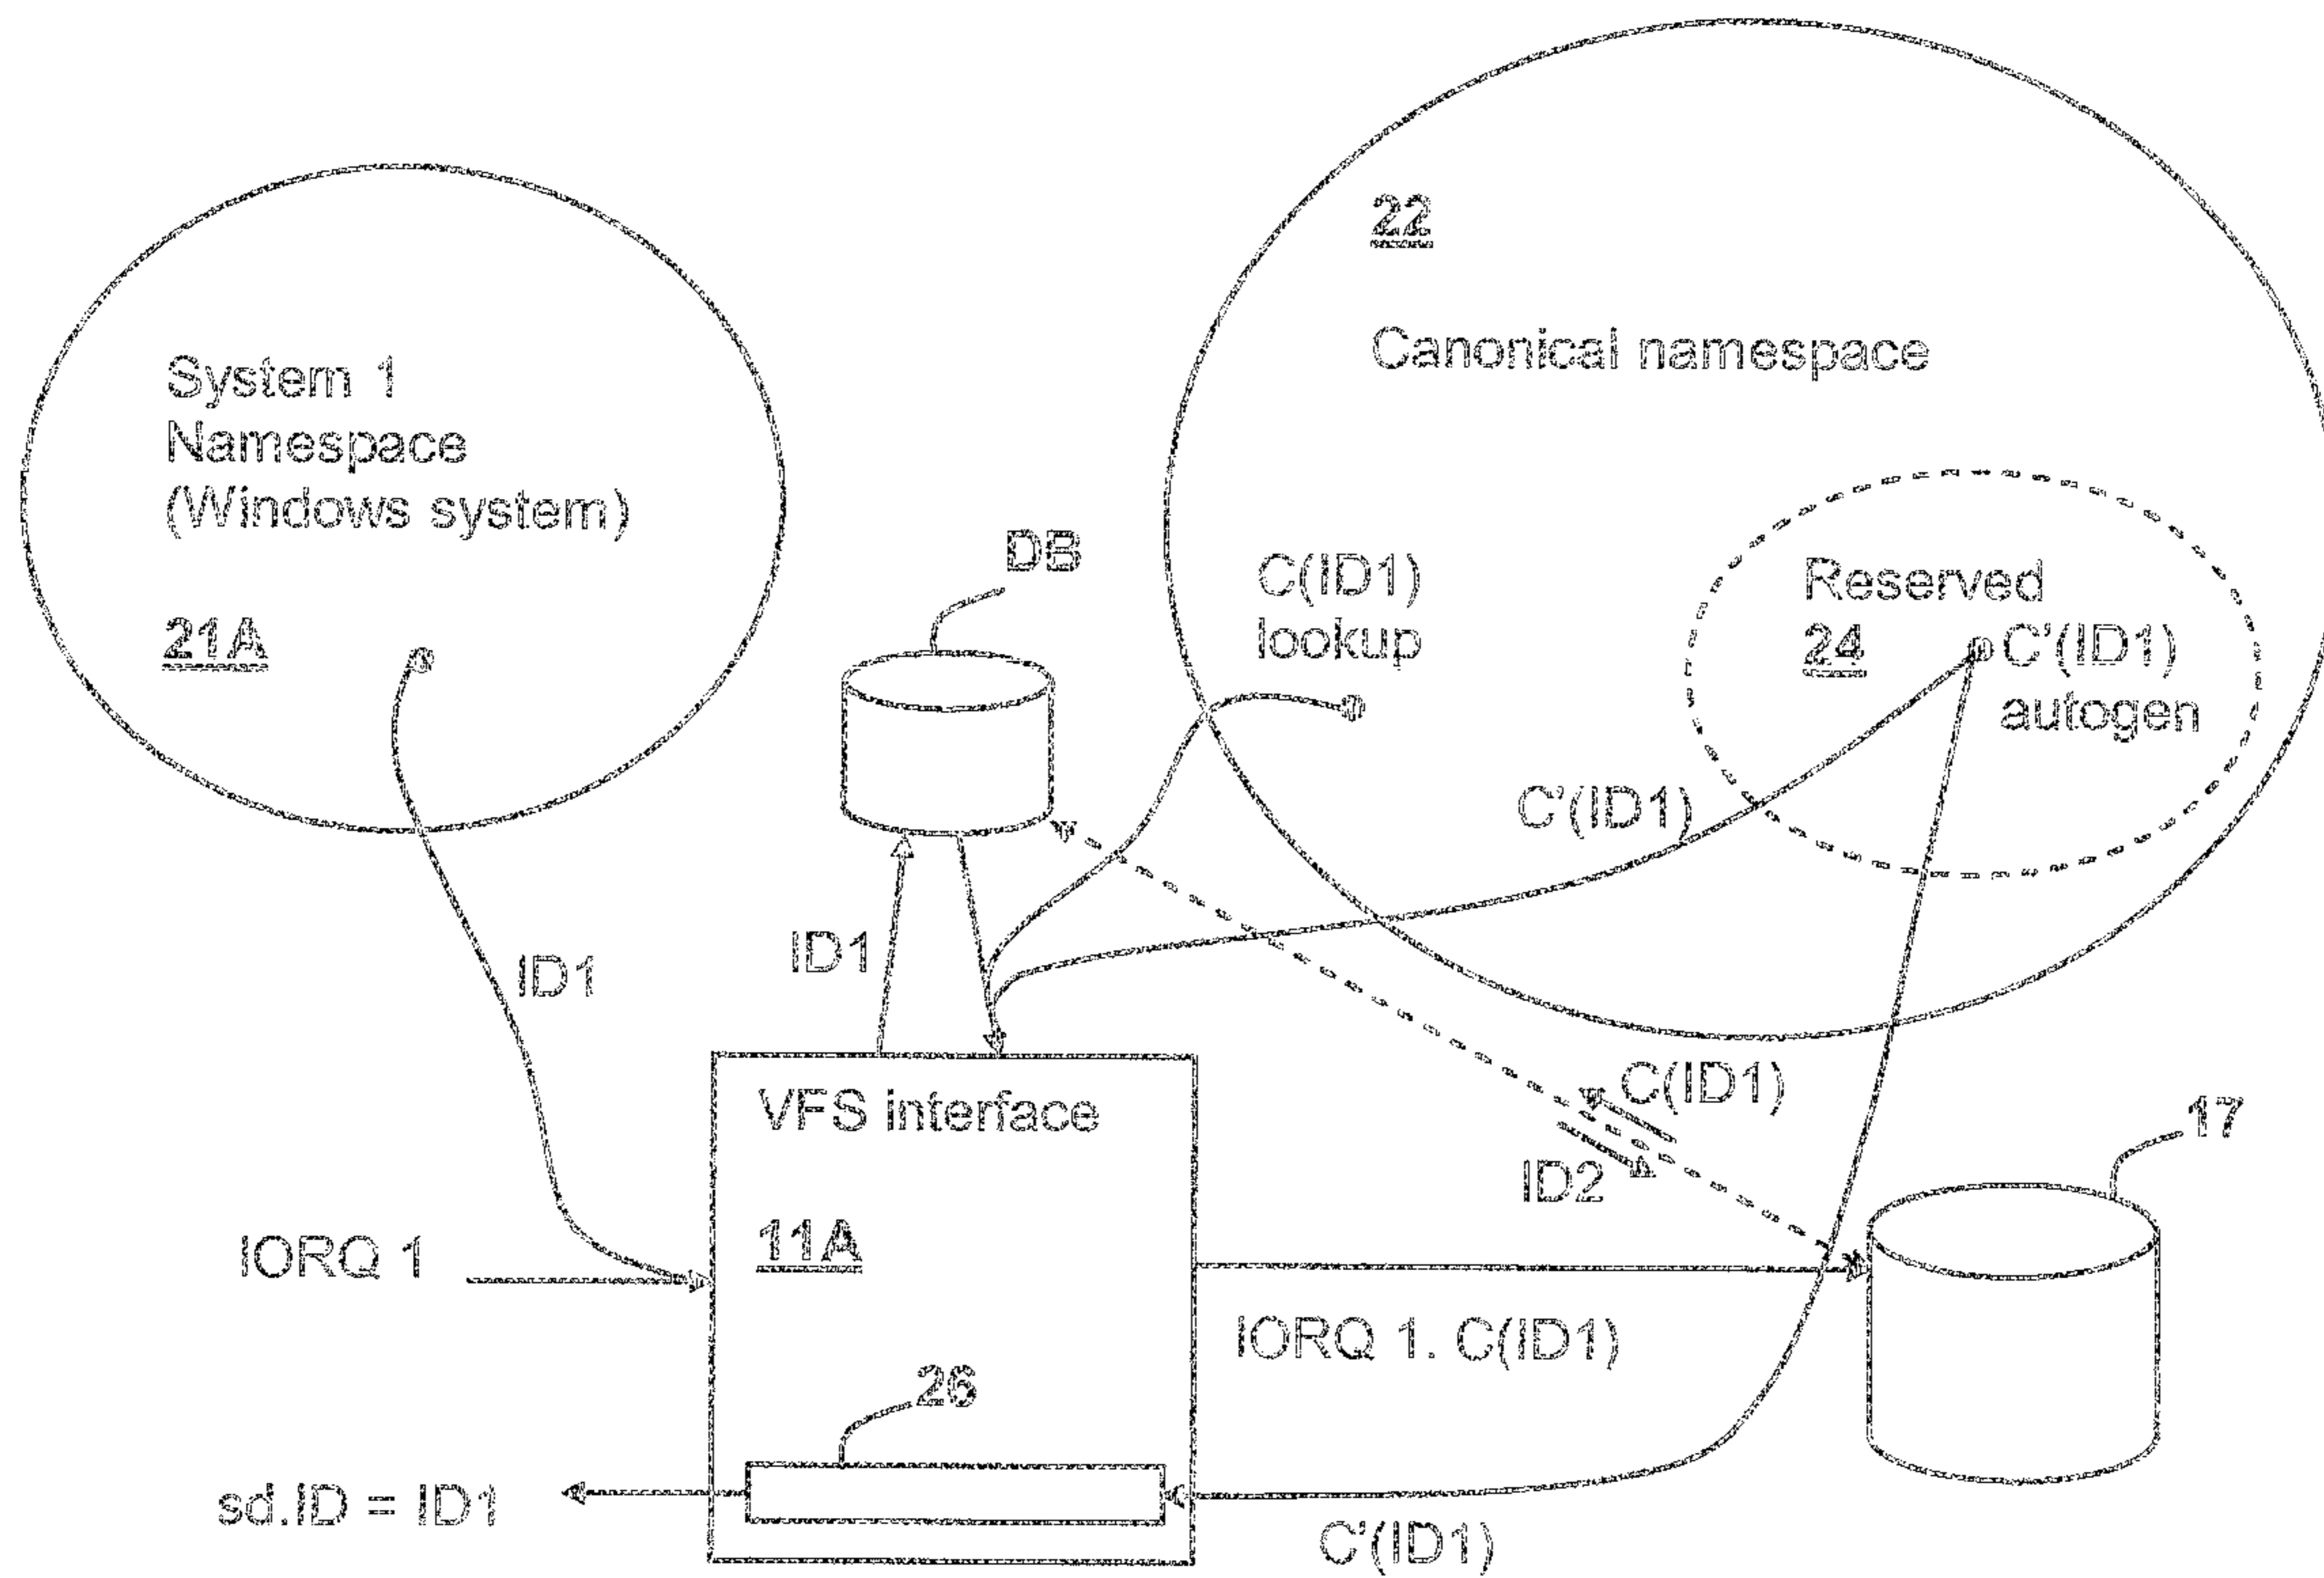 22
Canonical namespace
System 1
Namespace
(Windows system)
21A
DB
C(ID1)
lookup
Reserved
24
C'(ID1)
autogen
C'(ID1)
ID1
ID1
C(ID1)
ID2
17
VFS interface
11A
IORQ 1
IORQ 1. C(ID1)
26
sd.ID = ID1
C'(ID1)